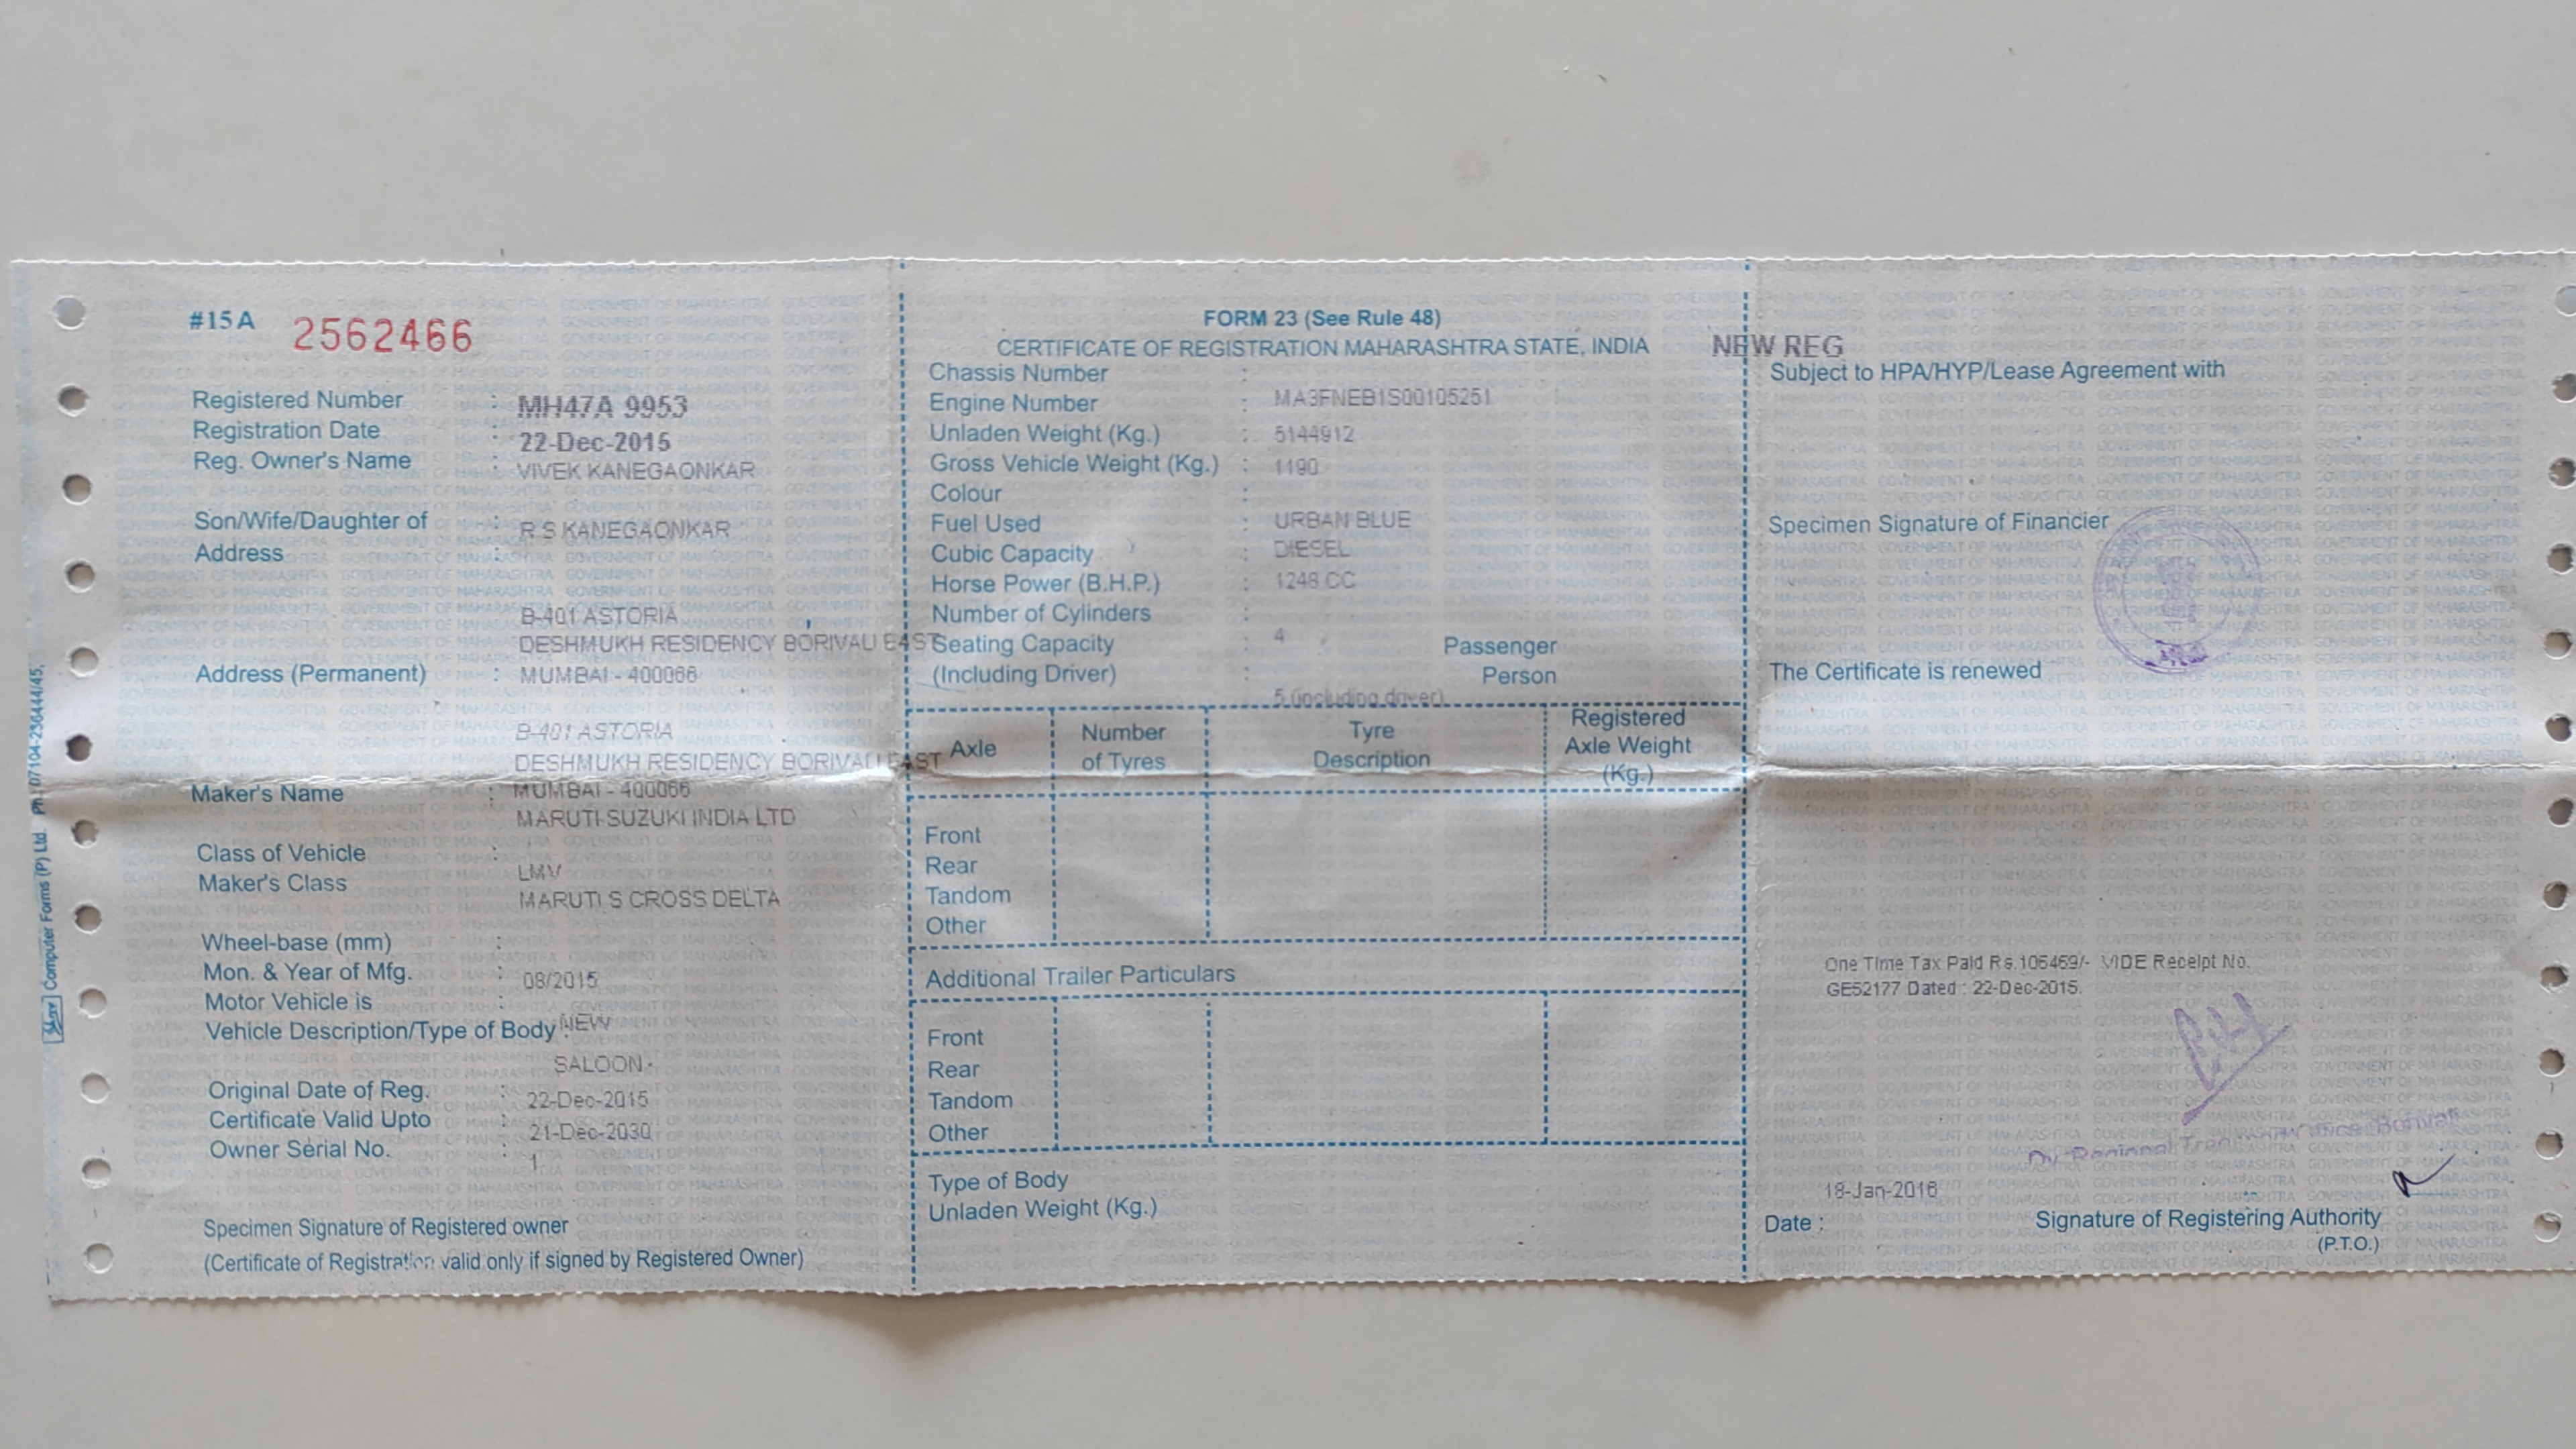 #15A 2562466
Registered Number : MH47A 9953
Registration Date : 22-Dec-2015
Reg. Owner's Name : VIVEK KANEGAONKAR
Son/Wife/Daughter of : R S KANEGAONKAR
Address :
B-401 ASTORIA
DESHMUKH RESIDENCY BORIVALI EAST
Address (Permanent) : MUMBAI - 400066
B-401 ASTORIA
DESHMUKH RESIDENCY BORIVALI EAST
Maker's Name : MUMBAI - 400066
MARUTI SUZUKI INDIA LTD
Class of Vehicle :
LMV
Maker's Class
MARUTI S CROSS DELTA
Wheel-base (mm) :
Mon. & Year of Mfg. : 08/2015
Motor Vehicle is :
Vehicle Description/Type of Body : NEW
SALOON
Original Date of Reg. : 22-Dec-2015
Certificate Valid Upto : 21-Dec-2030
Owner Serial No. : 1
Specimen Signature of Registered owner
(Certificate of Registration valid only if signed by Registered Owner)
Computer Forms (P) Ltd. Ph: 07104-236444/45,
FORM 23 (See Rule 48)
CERTIFICATE OF REGISTRATION MAHARASHTRA STATE, INDIA
Chassis Number :
Engine Number : MA3FNEB1S00105251
Unladen Weight (Kg.) : 5144912
Gross Vehicle Weight (Kg.) : 1190
Colour :
Fuel Used : URBAN BLUE
Cubic Capacity : DIESEL
Horse Power (B.H.P.) : 1248 CC
Number of Cylinders :
Seating Capacity : 4 Passenger
(Including Driver) : Person
5 (including driver)
Axle Number of Tyres Tyre Description Registered Axle Weight (Kg.)
Front
Rear
Tandom
Other
Additional Trailer Particulars
Front
Rear
Tandom
Other
Type of Body
Unladen Weight (Kg.)
NEW REG
Subject to HPA/HYP/Lease Agreement with
Specimen Signature of Financier
The Certificate is renewed
One Time Tax Paid Rs.106469/- VIDE Receipt No.
GE52177 Dated : 22-Dec-2015.
18-Jan-2016
Date : Signature of Registering Authority
(P.T.O.)